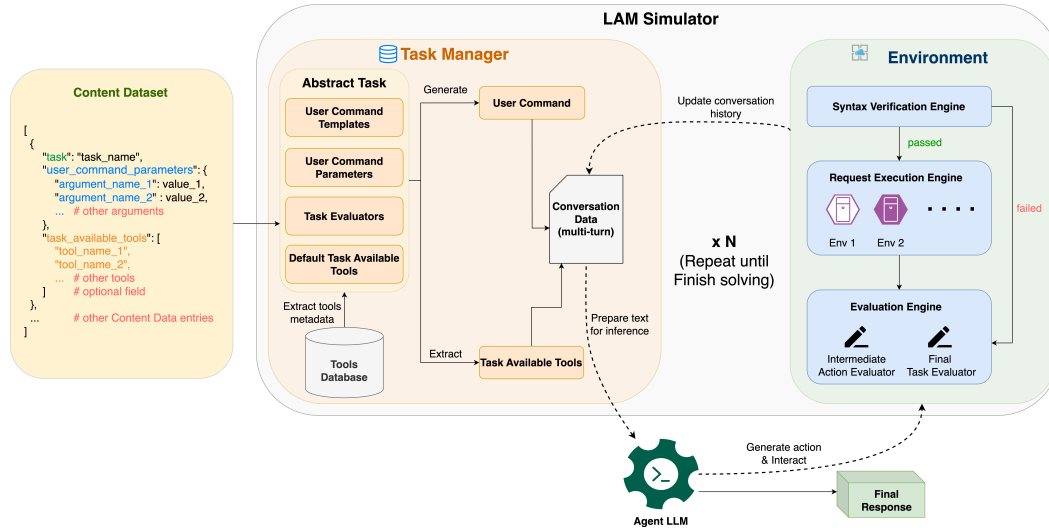 LAM Simulator
Content Dataset
[
{
"task": "task_name",
"user_command_parameters": {
"argument_name_1": value_1,
"argument_name_2" : value_2,
... # other arguments
},
"task_available_tools": [
"tool_name_1",
"tool_name_2",
... # other tools
] # optional field
},
... # other Content Data entries
]
Task Manager
Abstract Task
User Command
Templates
User Command
Parameters
Task Evaluators
Default Task Available
Tools
Extract tools
metadata
Tools
Database
Generate
User Command
Extract
Task Available Tools
Conversation
Data
(multi-turn)
Update conversation
history
Prepare text
for inference
x N
(Repeat until
Finish solving)
Environment
Syntax Verification Engine
passed
failed
Request Execution Engine
Env 1
Env 2
Evaluation Engine
Intermediate
Action Evaluator
Final
Task Evaluator
Generate action
& Interact
Agent LLM
Final
Response